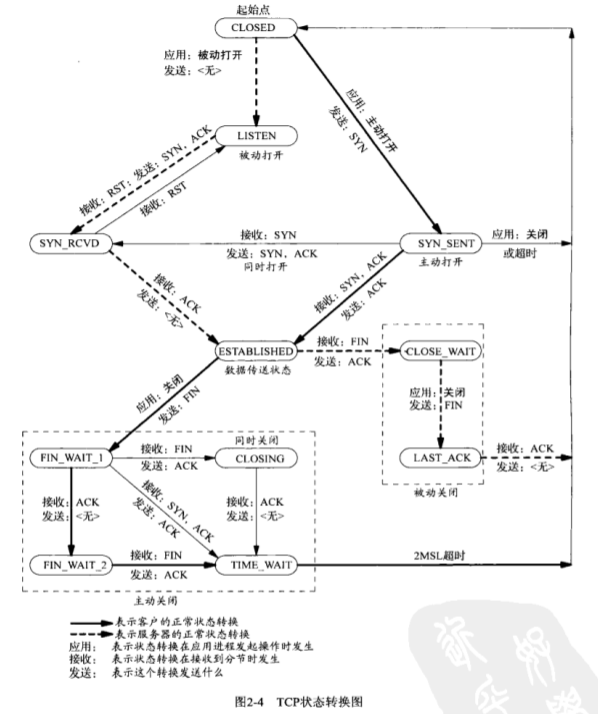 起始点
CLOSED
应用：被动打开
发送：<无>
应用：主动打开
发送：SYN
LISTEN
被动打开
接收：RST；发送：SYN，ACK
接收：RST
SYN_RCVD
接收：SYN
发送：SYN，ACK
同时打开
SYN_SENT
主动打开
应用：关闭
或超时
接收：ACK
发送：<无>
接收：SYN，ACK
发送：ACK
ESTABLISHED
数据传送状态
接收：FIN
发送：ACK
CLOSE_WAIT
应用：关闭
发送：FIN
应用：关闭
发送：FIN
LAST_ACK
被动关闭
接收：ACK
发送：<无>
同时关闭
FIN_WAIT_1
接收：FIN
发送：ACK
CLOSING
接收：ACK
发送：<无>
接收：SYN，ACK
发送：ACK
接收：ACK
发送：<无>
FIN_WAIT_2
接收：FIN
发送：ACK
TIME_WAIT
2MSL超时
主动关闭
表示客户的正常状态转换
表示服务器的正常状态转换
应用： 表示状态转换在应用进程发起操作时发生
接收： 表示状态转换在接收到分节时发生
发送： 表示这个转换发送什么
图2-4 TCP状态转换图